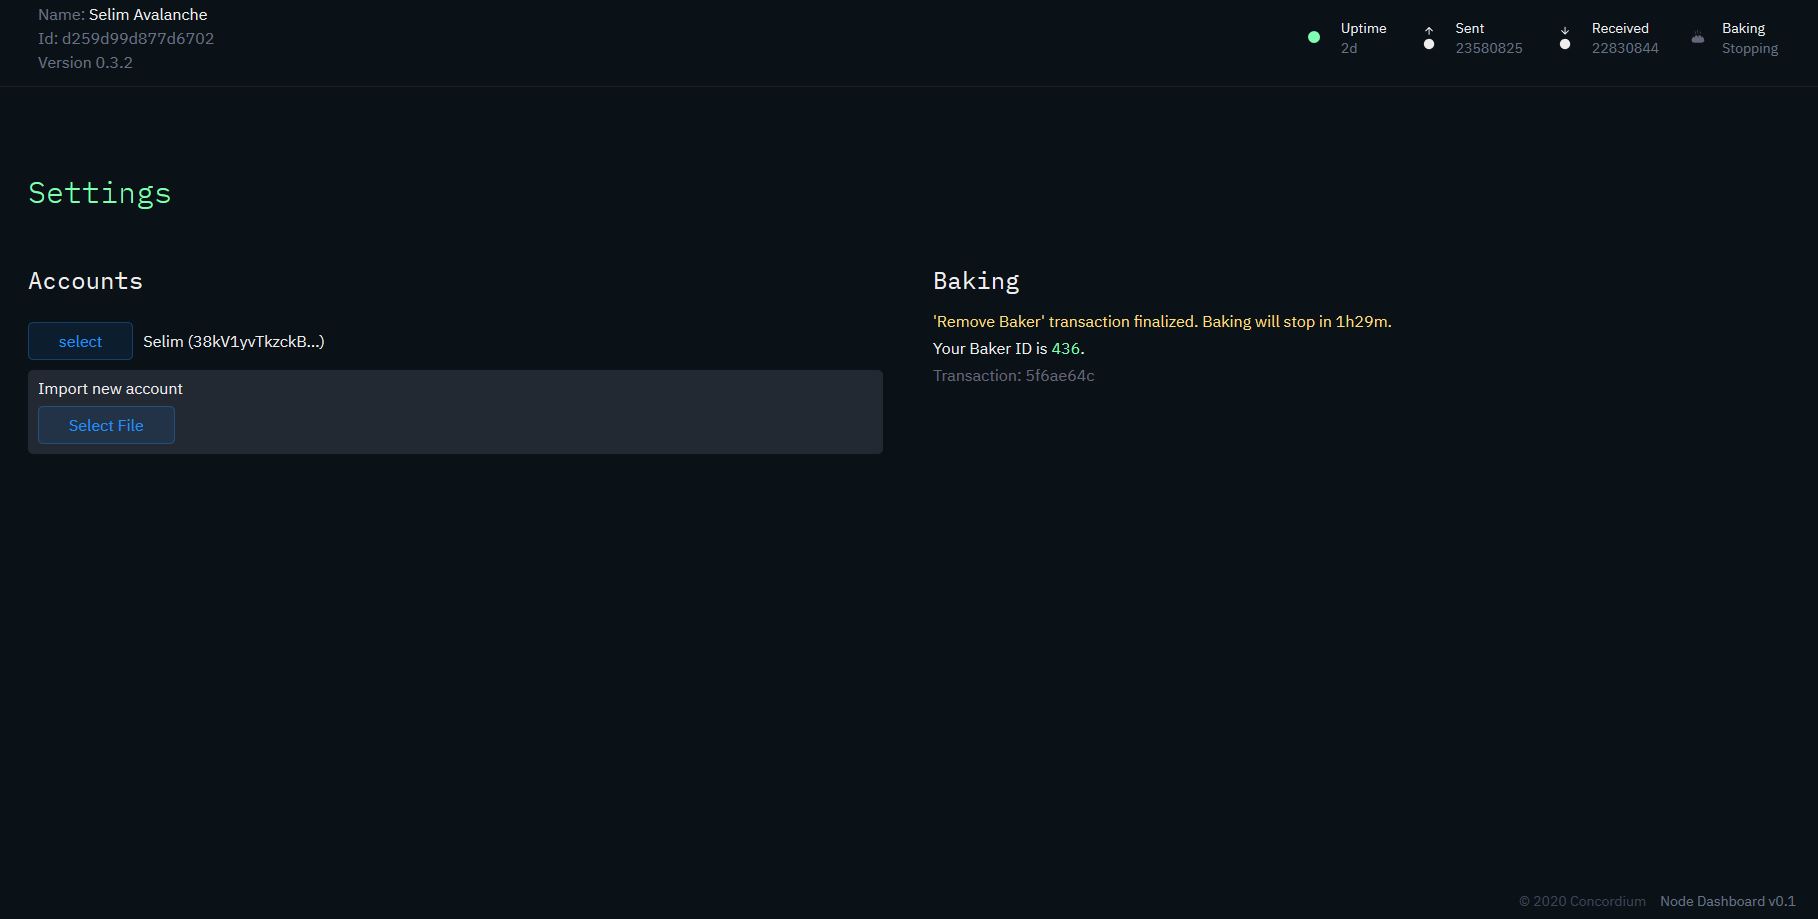 Name: Selim Avalanche
Id: d259d99d877d6702
Version 0.3.2
Uptime
2d
Sent
23580825
Received
22830844
Baking
Stopping
Settings
Accounts
select
Selim (38kV1yvTkzckB...)
Import new account
Select File
Baking
'Remove Baker' transaction finalized. Baking will stop in 1h29m.
Your Baker ID is 436.
Transaction: 5f6ae64c
© 2020 Concordium Node Dashboard v0.1